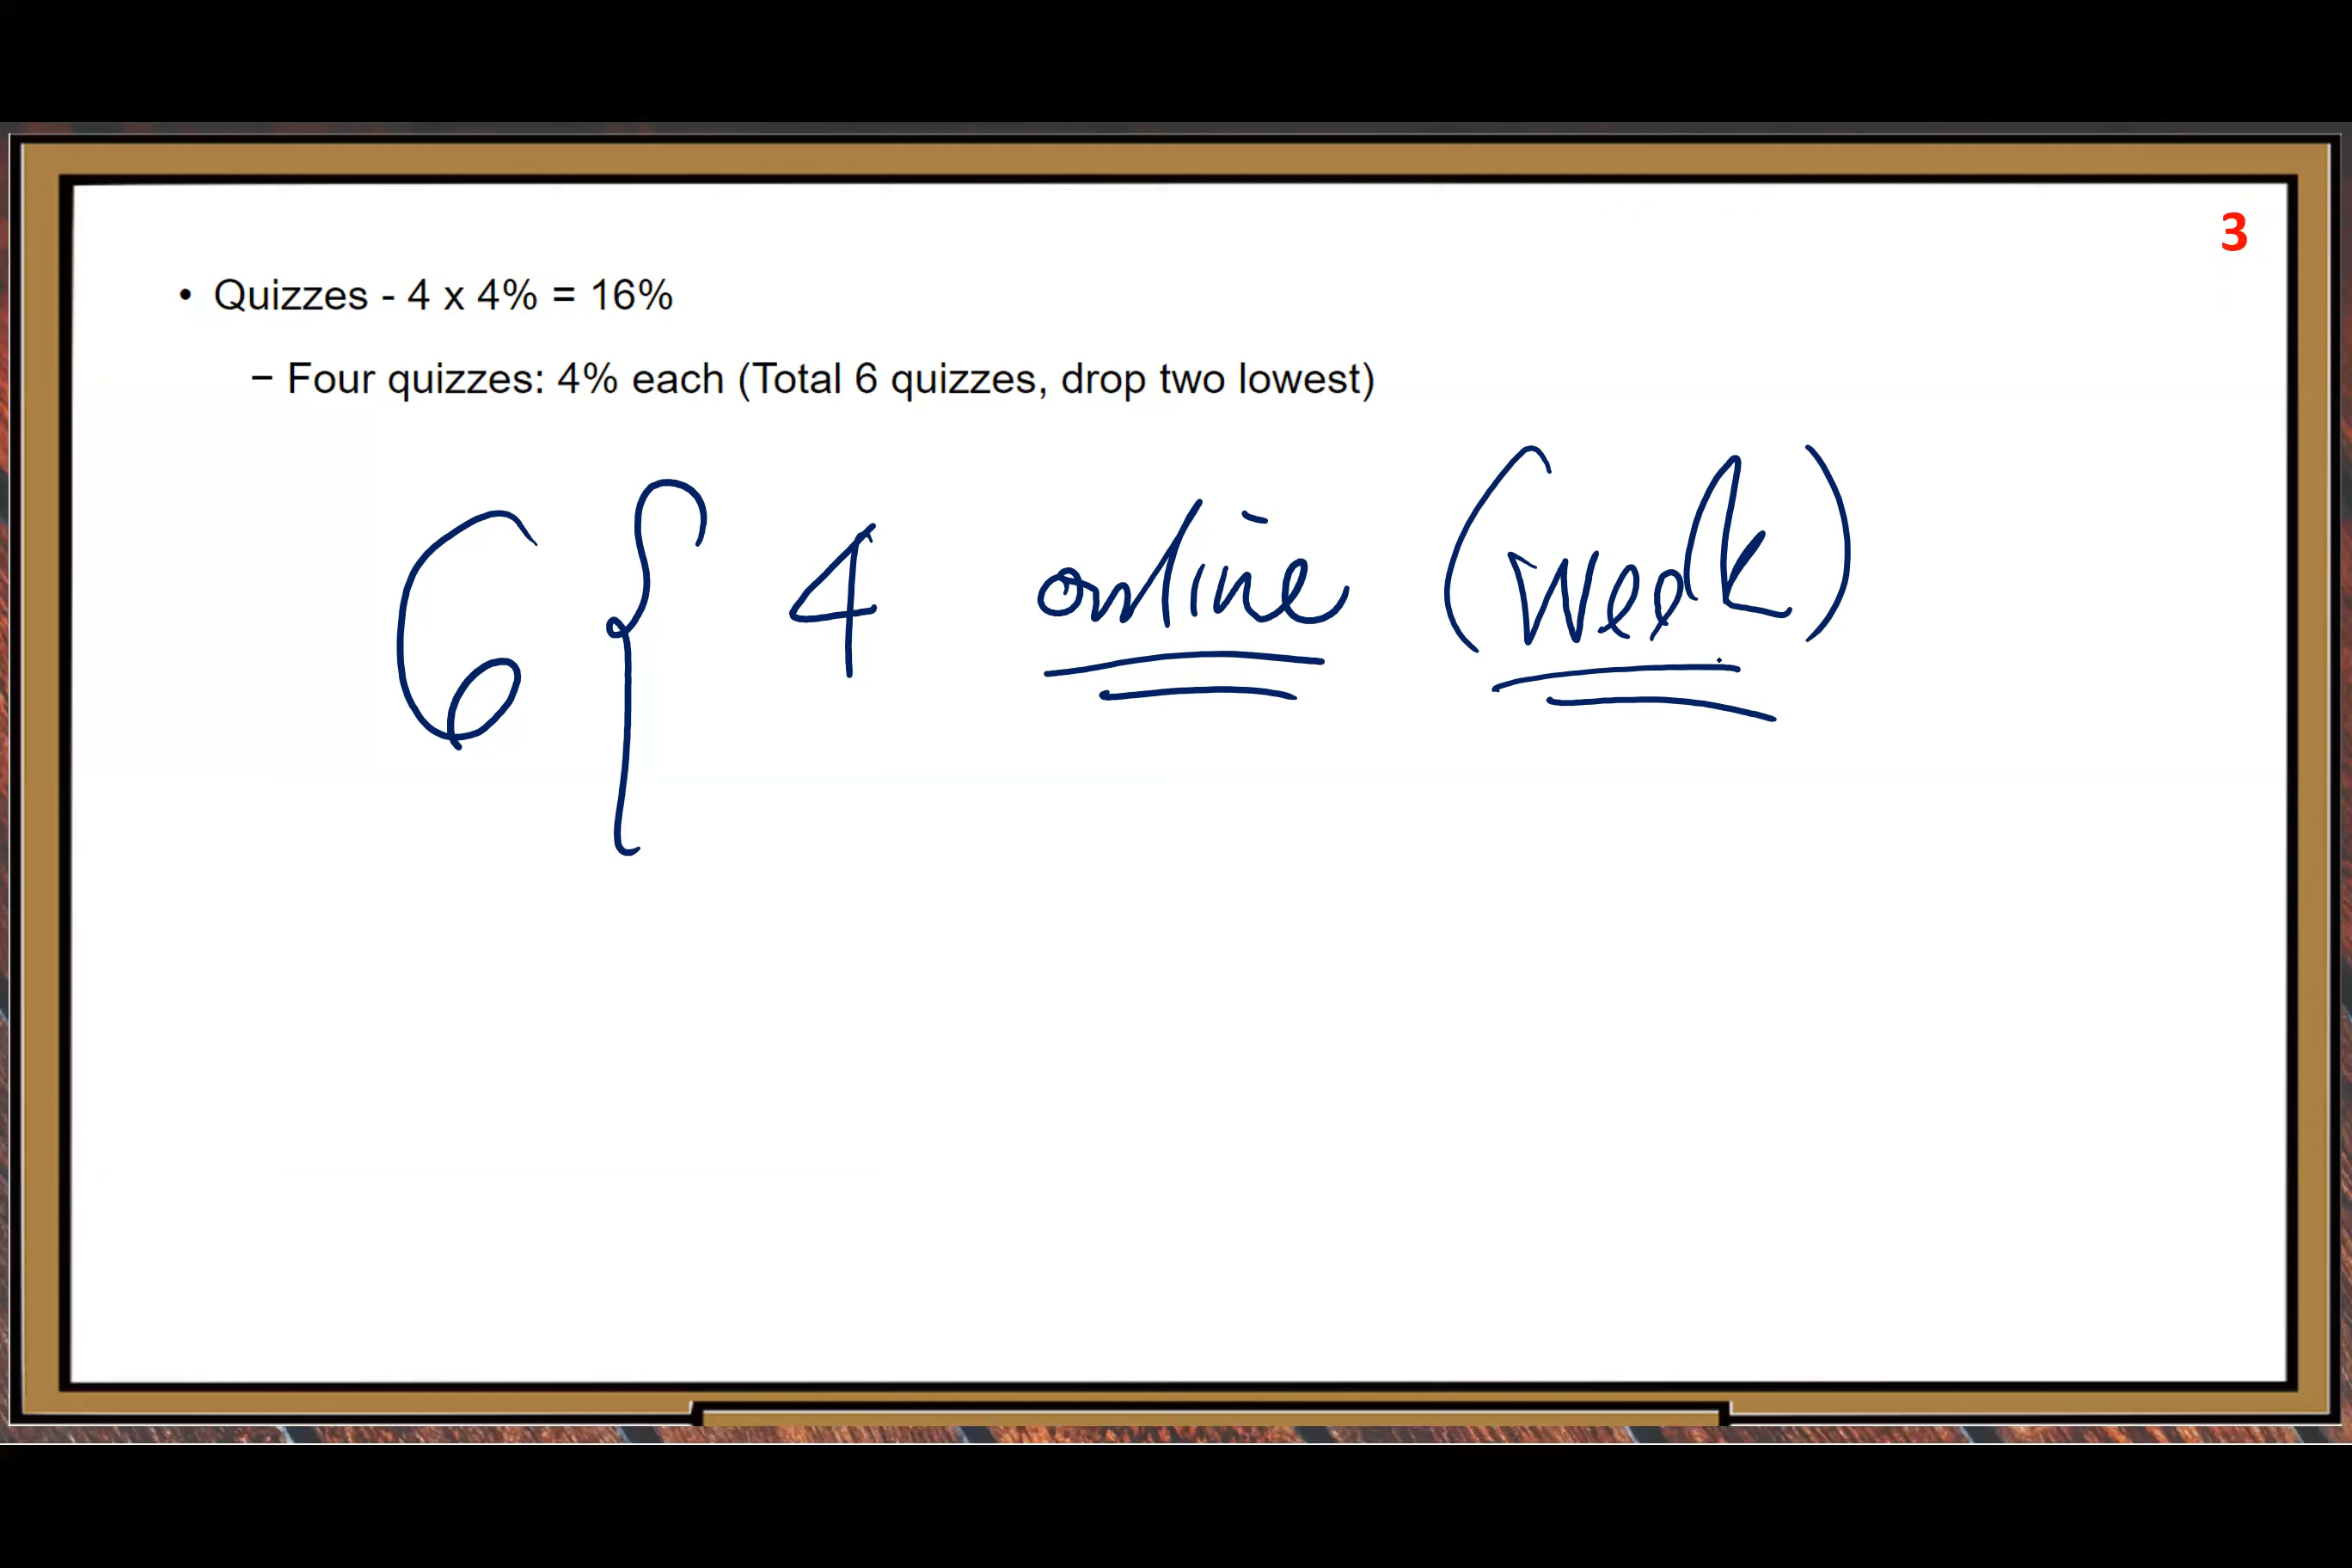 3
• Quizzes - 4 x 4% = 16%
– Four quizzes: 4% each (Total 6 quizzes, drop two lowest)
6 { 4 online (Week)